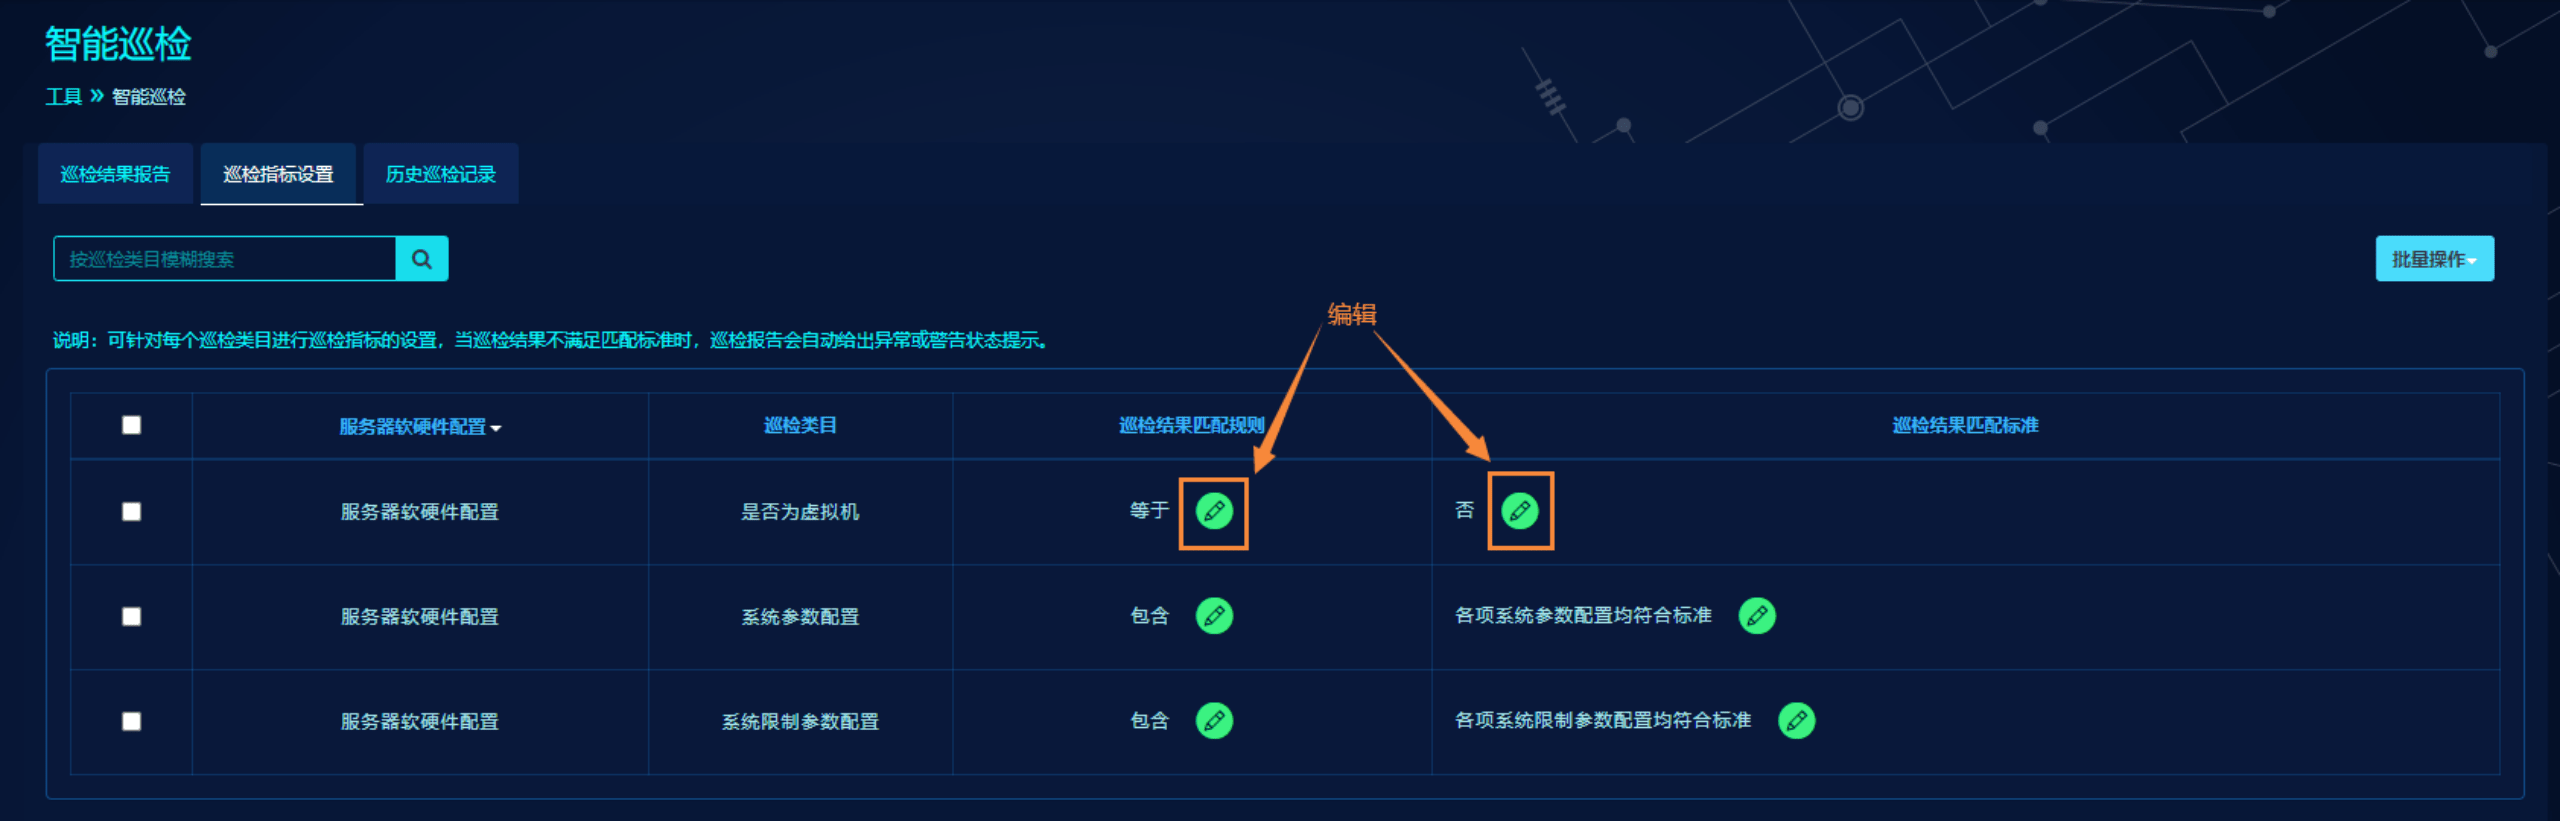 智能巡检
工具 » 智能巡检
巡检结果报告 巡检指标设置 历史巡检记录
按巡检类目模糊搜索 批量操作
编辑
说明：可针对每个巡检类目进行巡检指标的设置，当巡检结果不满足匹配标准时，巡检报告会自动给出异常或警告状态提示。
服务器软硬件配置 巡检类目 巡检结果匹配规则 巡检结果匹配标准
服务器软硬件配置 是否为虚拟机 等于 否
服务器软硬件配置 系统参数配置 包含 各项系统参数配置均符合标准
服务器软硬件配置 系统限制参数配置 包含 各项系统限制参数配置均符合标准